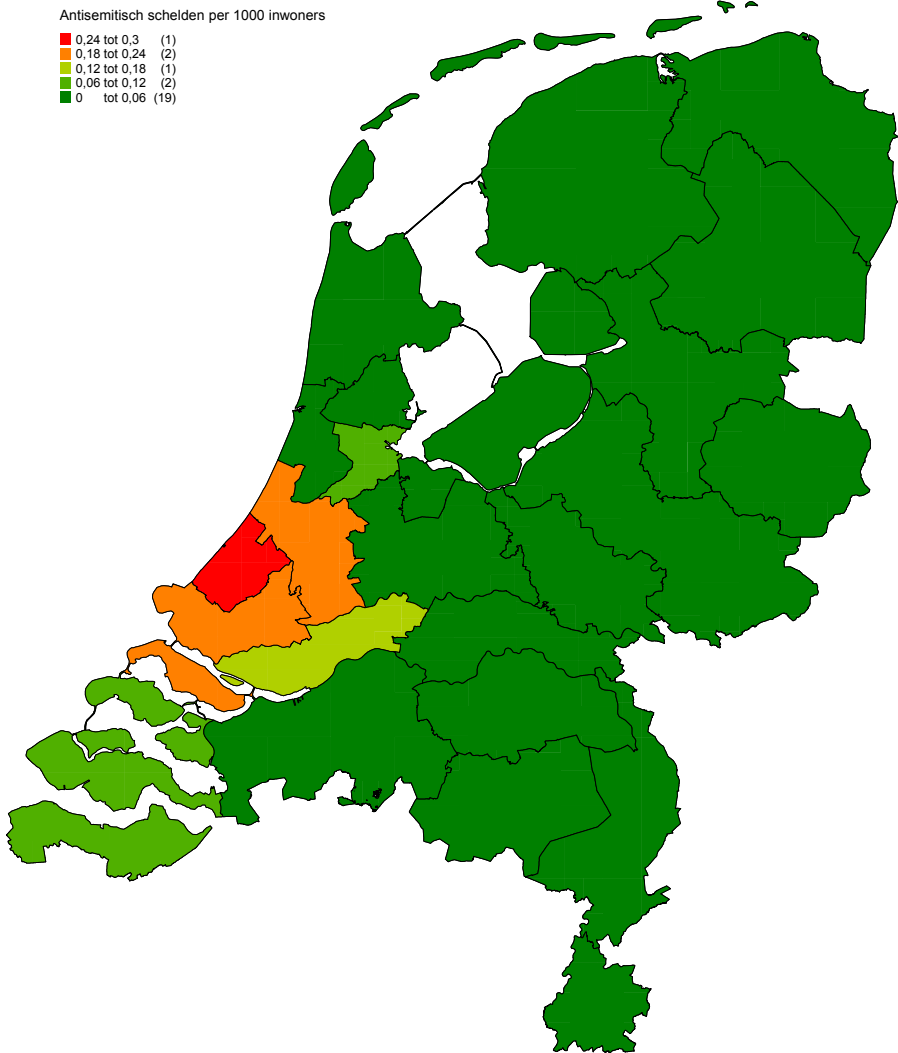 Antisemitisch schelden per 1000 inwoners
0,24 tot 0,3 (1)
0,18 tot 0,24 (2)
0,12 tot 0,18 (1)
0,06 tot 0,12 (2)
0 tot 0,06 (19)